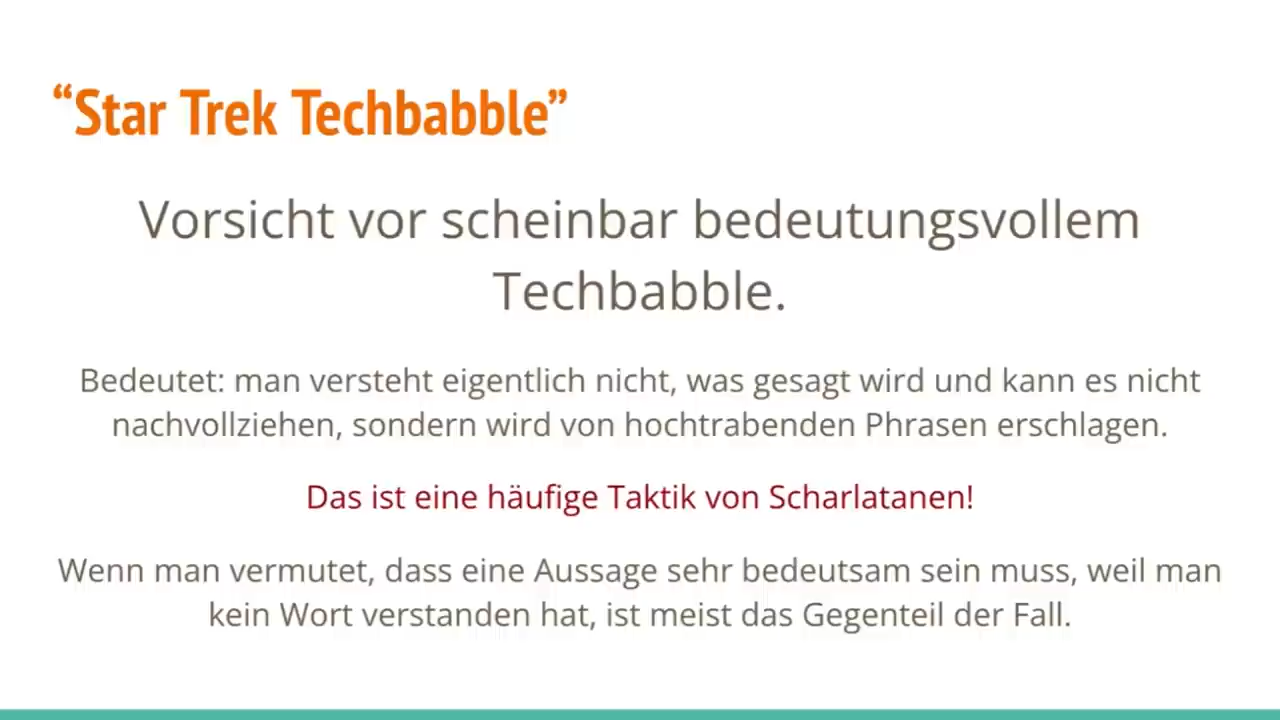 “Star Trek Techbabble”
Vorsicht vor scheinbar bedeutungsvollem
Techbabble.
Bedeutet: man versteht eigentlich nicht, was gesagt wird und kann es nicht
nachvollziehen, sondern wird von hochtrabenden Phrasen erschlagen.
Das ist eine häufige Taktik von Scharlatanen!
Wenn man vermutet, dass eine Aussage sehr bedeutsam sein muss, weil man
kein Wort verstanden hat, ist meist das Gegenteil der Fall.